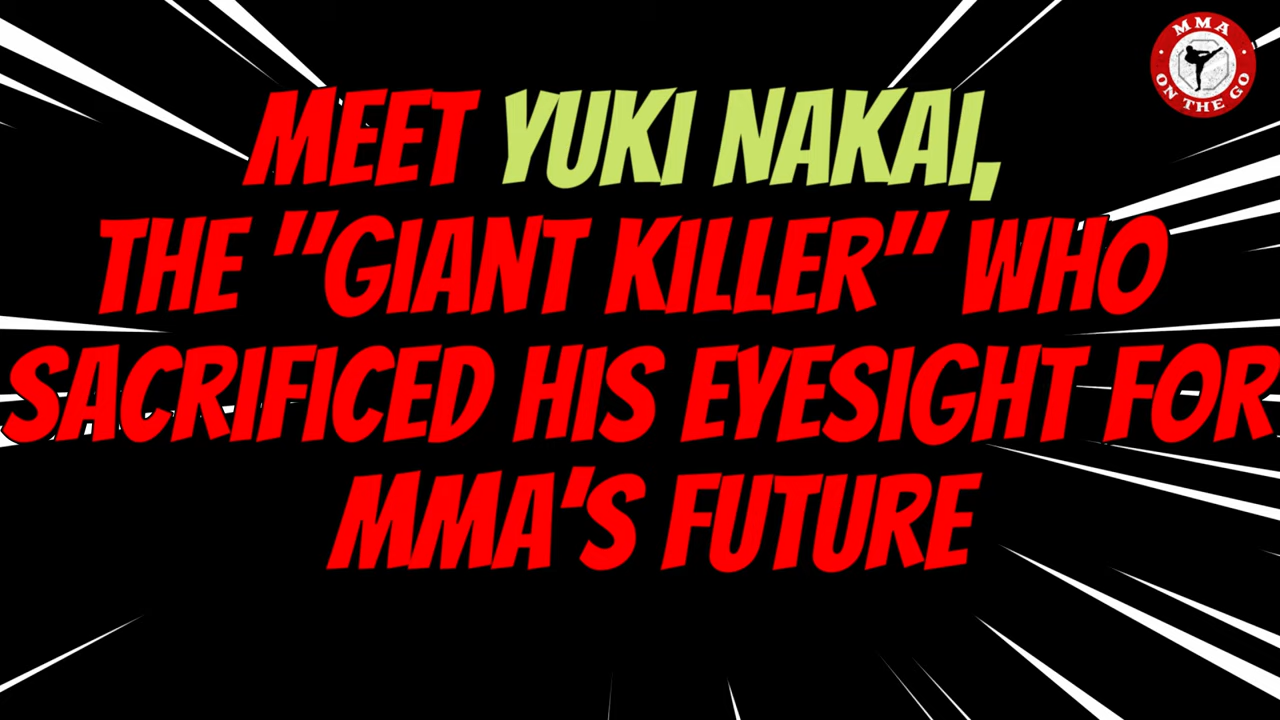 MEET YUKI NAKAI,
THE "GIANT KILLER" WHO
SACRIFICED HIS EYESIGHT FOR
MMA'S FUTURE
MMA
ON THE GO